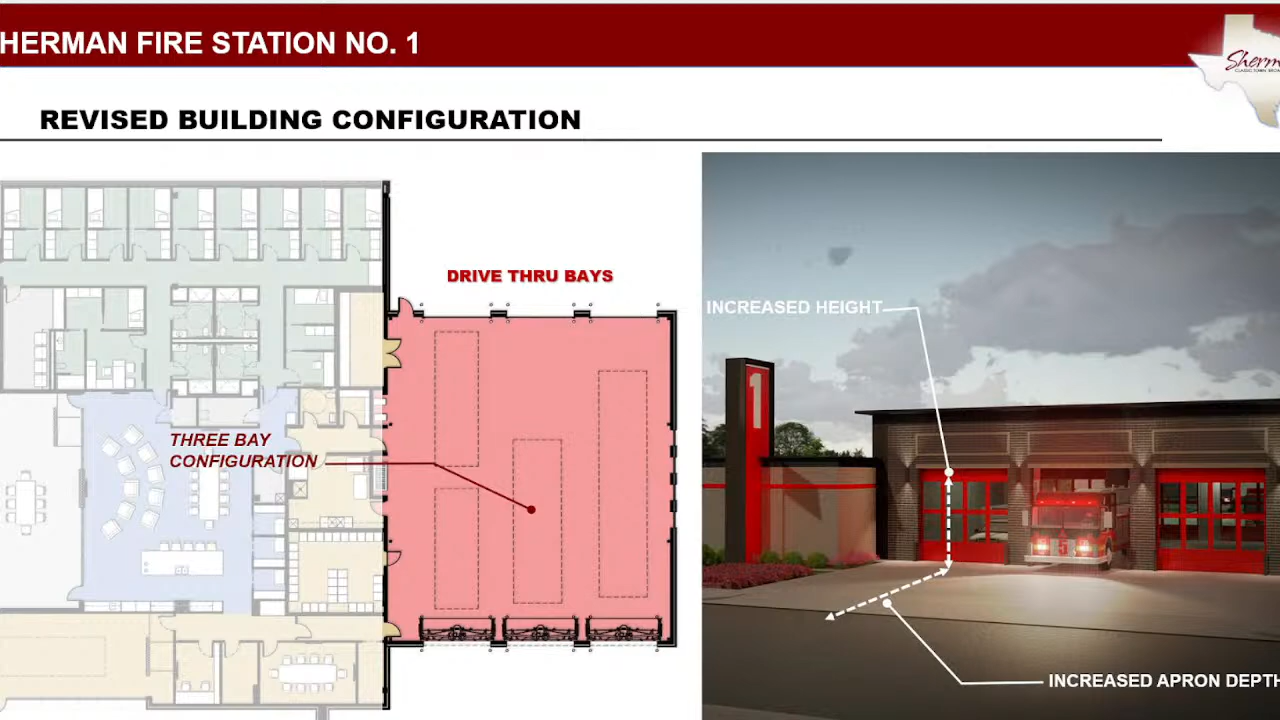 HERMAN FIRE STATION NO. 1
Sherm
REVISED BUILDING CONFIGURATION
DRIVE THRU BAYS
THREE BAY
CONFIGURATION
INCREASED HEIGHT
1
INCREASED APRON DEPTH